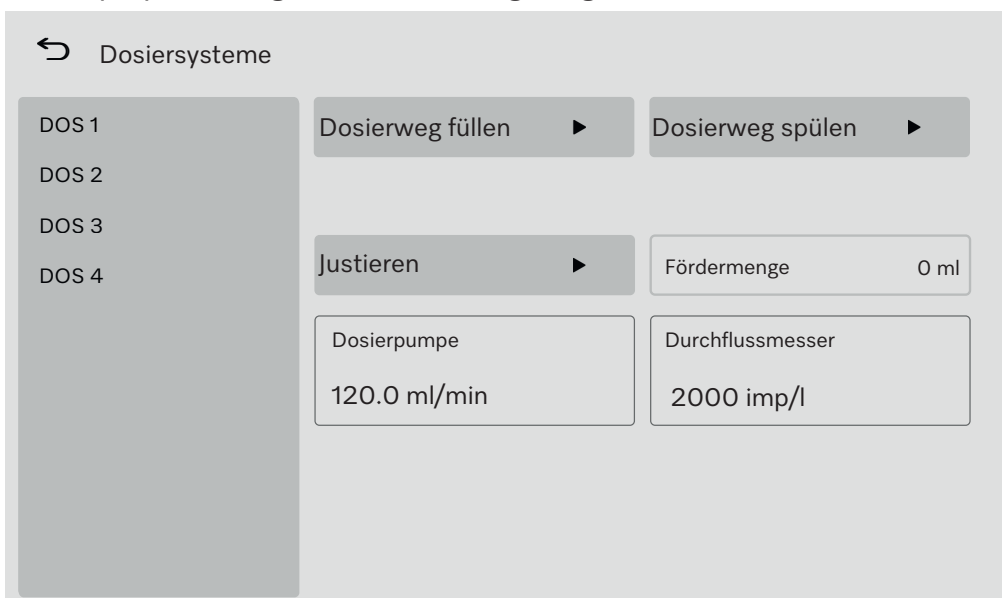 Dosiersysteme
DOS 1
DOS 2
DOS 3
DOS 4
Dosierweg füllen
Dosierweg spülen
Justieren
Fördermenge 0 ml
Dosierpumpe
120.0 ml/min
Durchflussmesser
2000 imp/l